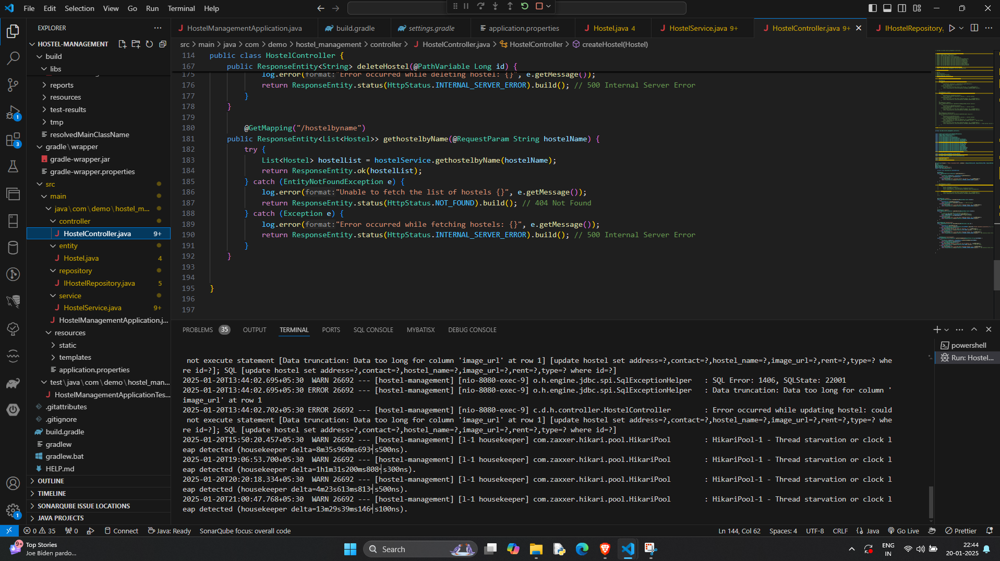 File Edit Selection View Go Run Terminal Help
EXPLORER
HOSTEL-MANAGEMENT
build
libs
reports
resources
test-results
tmp
resolvedMainClassName
gradle\wrapper
gradle-wrapper.jar
gradle-wrapper.properties
src
main
java\com\demo\hostel_m...
controller
HostelController.java 9+
entity
Hostel.java 4
repository
IHostelRepository.java 5
service
HostelService.java 9+
HostelManagementApplication.j...
resources
static
templates
application.properties
test\java\com\demo\hostel_man...
HostelManagementApplicationTes...
.gitattributes
.gitignore
build.gradle
gradlew
gradlew.bat
HELP.md
OUTLINE
TIMELINE
SONARQUBE ISSUE LOCATIONS
JAVA PROJECTS
1
3
1
HostelManagementApplication.java build.gradle settings.gradle application.properties Hostel.java 4 HostelService.java 9+ HostelController.java 9+ IHostelRepository.
src > main > java > com > demo > hostel_management > controller > HostelController.java > HostelController > createHostel(Hostel)
114 public class HostelController {
167 public ResponseEntity<String> deleteHostel(@PathVariable Long id) {
175 log.error(format:"Error occurred while deleting hostel: {}", e.getMessage());
176 return ResponseEntity.status(HttpStatus.INTERNAL_SERVER_ERROR).build(); // 500 Internal Server Error
177 }
178 }
179
180 @GetMapping("/hostelbyname")
181 public ResponseEntity<List<Hostel>> gethostelbyName(@RequestParam String hostelName) {
182 try {
183 List<Hostel> hostelList = hostelService.gethostelbyName(hostelName);
184 return ResponseEntity.ok(hostelList);
185 } catch (EntityNotFoundException e) {
186 log.error(format:"Unable to fetch the list of hostels {}", e.getMessage());
187 return ResponseEntity.status(HttpStatus.NOT_FOUND).build(); // 404 Not Found
188 } catch (Exception e) {
189 log.error(format:"Error occurred while fetching hostels: {}", e.getMessage());
190 return ResponseEntity.status(HttpStatus.INTERNAL_SERVER_ERROR).build(); // 500 Internal Server Error
191 }
192 }
193
194
195 }
196
197
PROBLEMS 35 OUTPUT TERMINAL PORTS SQL CONSOLE MYBATISX DEBUG CONSOLE
powershell
Run: Hostel...
not execute statement [Data truncation: Data too long for column 'image_url' at row 1] [update hostel set address=?,contact=?,hostel_name=?,image_url=?,rent=?,type=? whe
re id=?]; SQL [update hostel set address=?,contact=?,hostel_name=?,image_url=?,rent=?,type=? where id=?]
2025-01-20T13:44:02.695+05:30 WARN 26692 --- [hostel-management] [nio-8080-exec-9] o.h.engine.jdbc.spi.SqlExceptionHelper : SQL Error: 1406, SQLState: 22001
2025-01-20T13:44:02.695+05:30 ERROR 26692 --- [hostel-management] [nio-8080-exec-9] o.h.engine.jdbc.spi.SqlExceptionHelper : Data truncation: Data too long for column '
image_url' at row 1
2025-01-20T13:44:02.702+05:30 ERROR 26692 --- [hostel-management] [nio-8080-exec-9] c.d.h.controller.HostelController : Error occurred while updating hostel: could
not execute statement [Data truncation: Data too long for column 'image_url' at row 1] [update hostel set address=?,contact=?,hostel_name=?,image_url=?,rent=?,type=? whe
re id=?]; SQL [update hostel set address=?,contact=?,hostel_name=?,image_url=?,rent=?,type=? where id=?]
2025-01-20T15:50:20.457+05:30 WARN 26692 --- [hostel-management] [l-1 housekeeper] com.zaxxer.hikari.pool.HikariPool : HikariPool-1 - Thread starvation or clock l
eap detected (housekeeper delta=8m35s960ms693╡s500ns).
2025-01-20T19:06:53.700+05:30 WARN 26692 --- [hostel-management] [l-1 housekeeper] com.zaxxer.hikari.pool.HikariPool : HikariPool-1 - Thread starvation or clock l
eap detected (housekeeper delta=1h1m31s200ms808╡s300ns).
2025-01-20T20:20:18.334+05:30 WARN 26692 --- [hostel-management] [l-1 housekeeper] com.zaxxer.hikari.pool.HikariPool : HikariPool-1 - Thread starvation or clock l
eap detected (housekeeper delta=4m23s613ms813╡s500ns).
2025-01-20T21:00:47.768+05:30 WARN 26692 --- [hostel-management] [l-1 housekeeper] com.zaxxer.hikari.pool.HikariPool : HikariPool-1 - Thread starvation or clock l
eap detected (housekeeper delta=13m29s39ms146╡s100ns).
0 35 0 Connect Java: Ready SonarQube focus: overall code Ln 144, Col 62 Spaces: 4 UTF-8 CRLF {} Java Go Live Prettier
9+ Top Stories
Joe Biden pardo...
Search
ENG
IN
22:44
20-01-2025